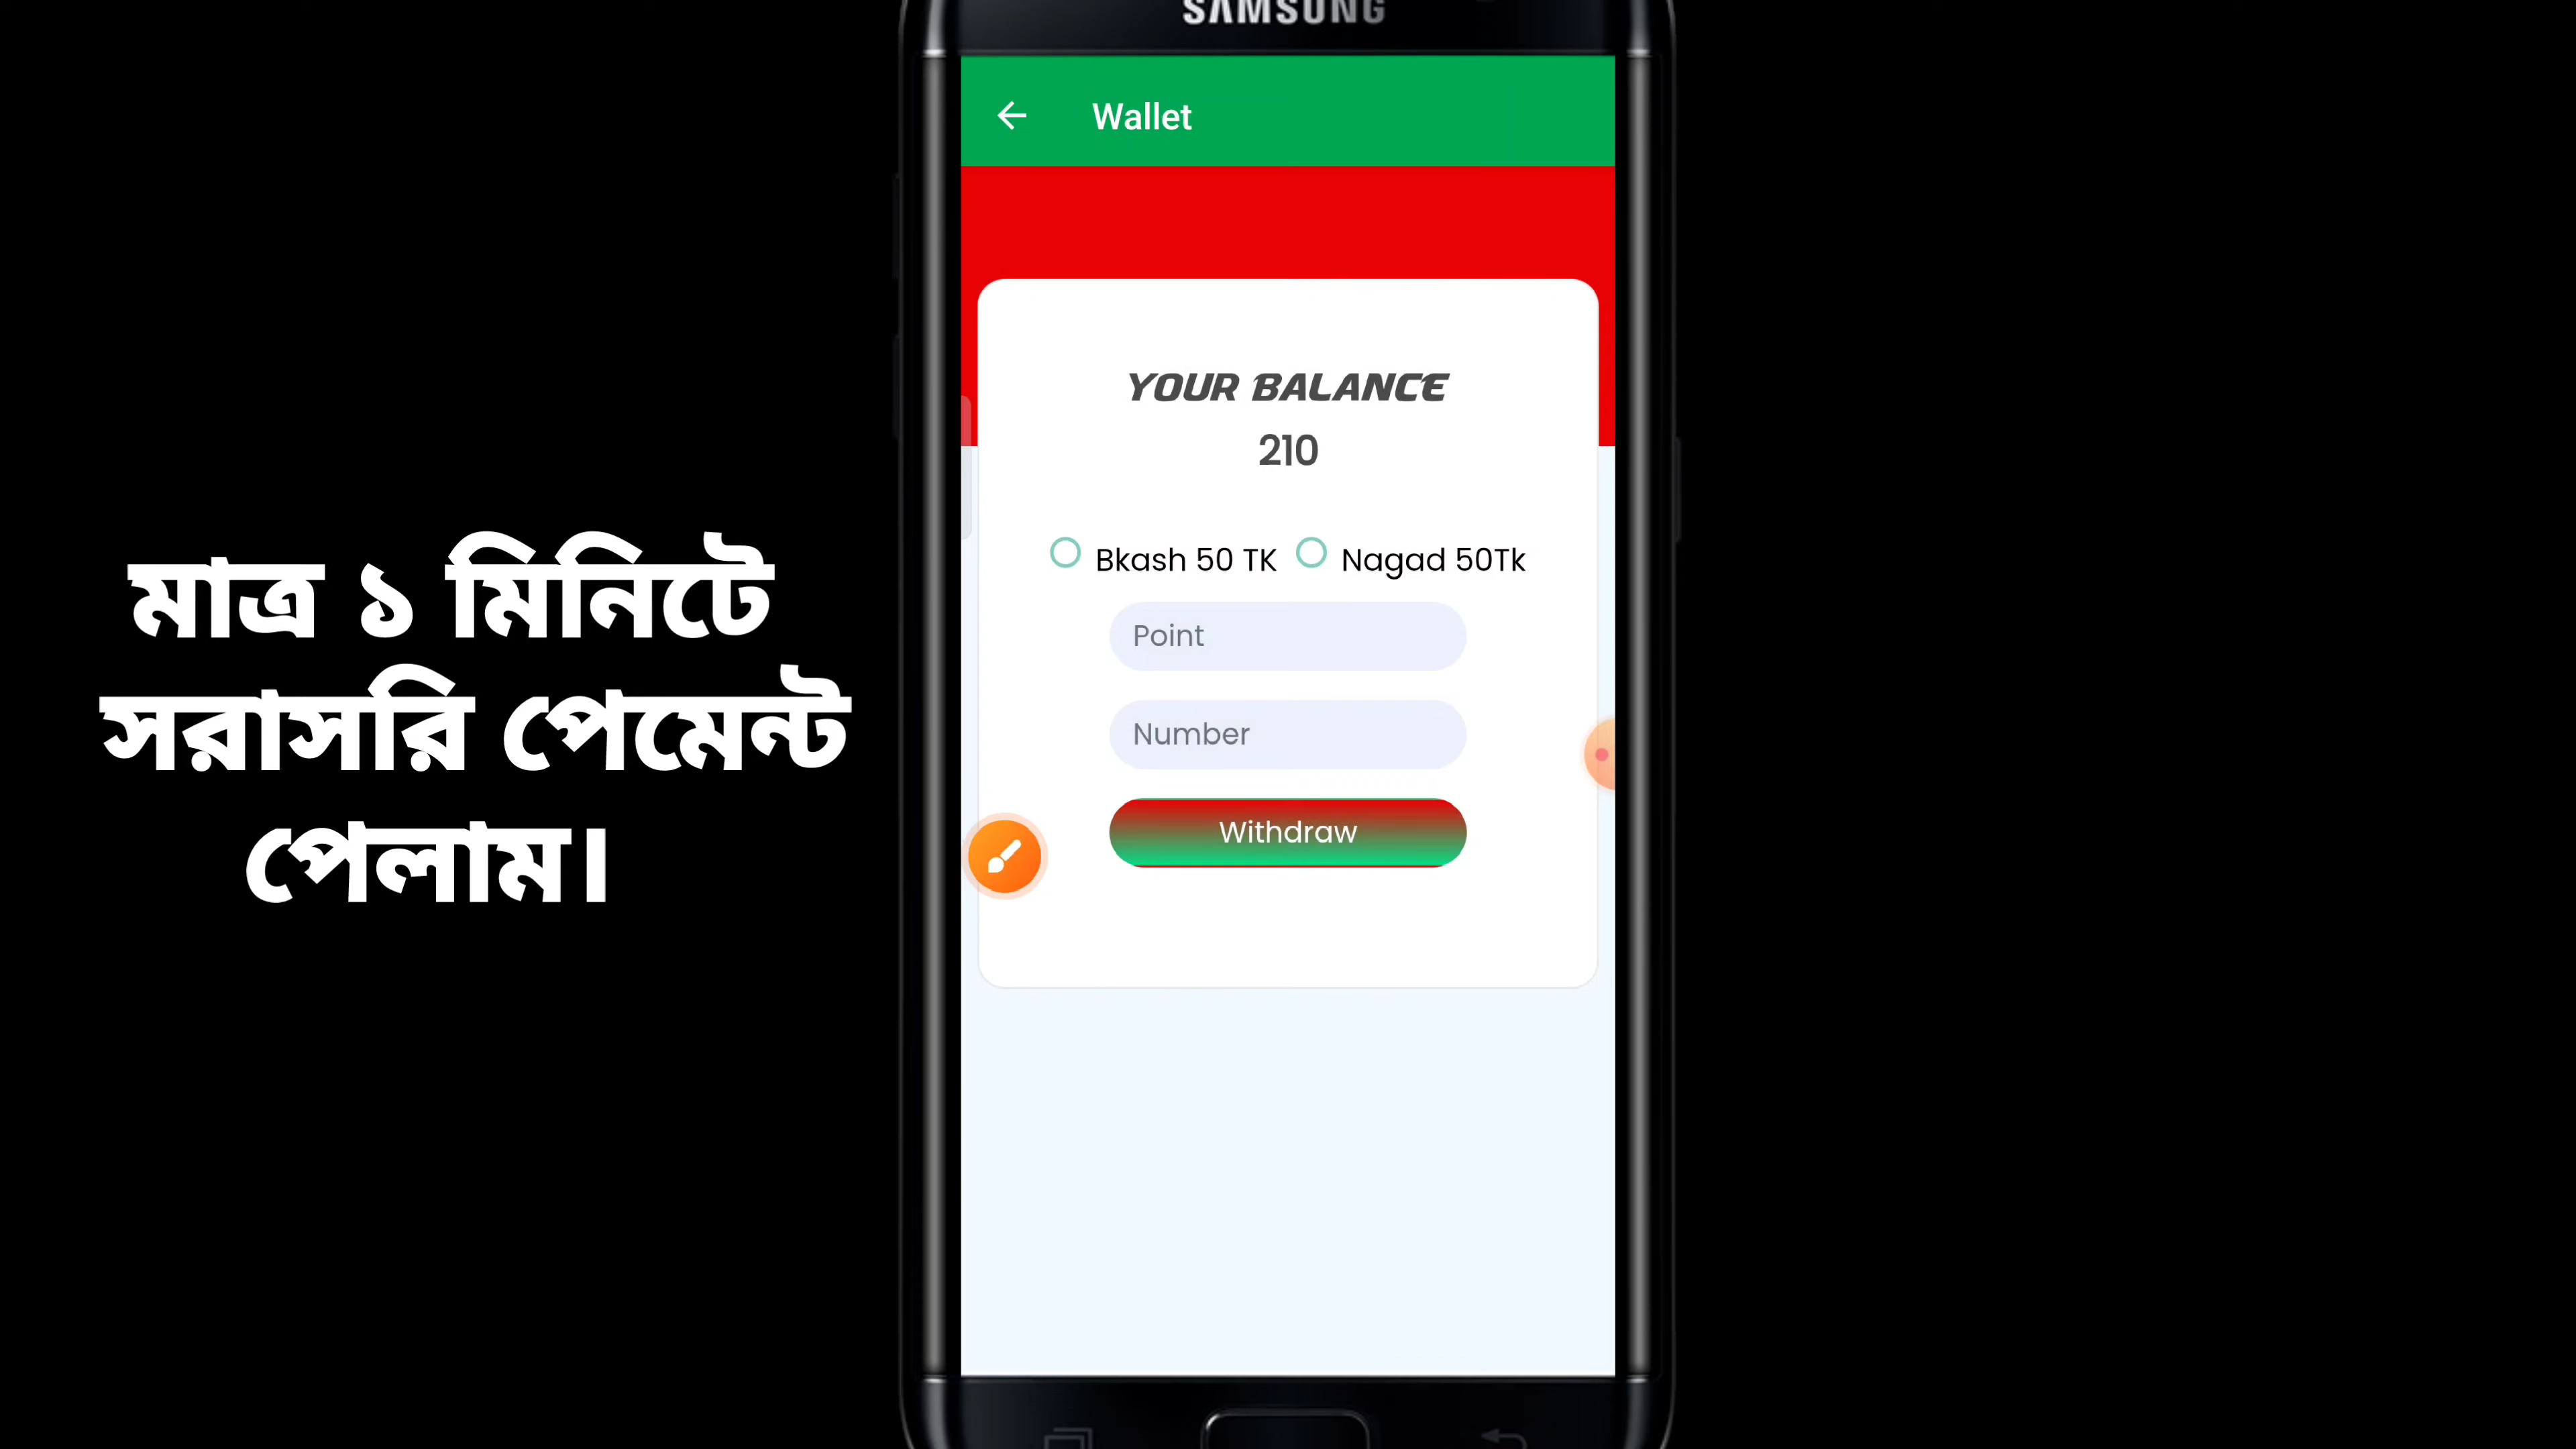 SAMSUNG
Wallet
YOUR BALANCE
210
Bkash 50 TK Nagad 50Tk
Point
Number
Withdraw
মাত্র ১ মিনিটে
সরাসরি পেমেন্ট
পেলাম।